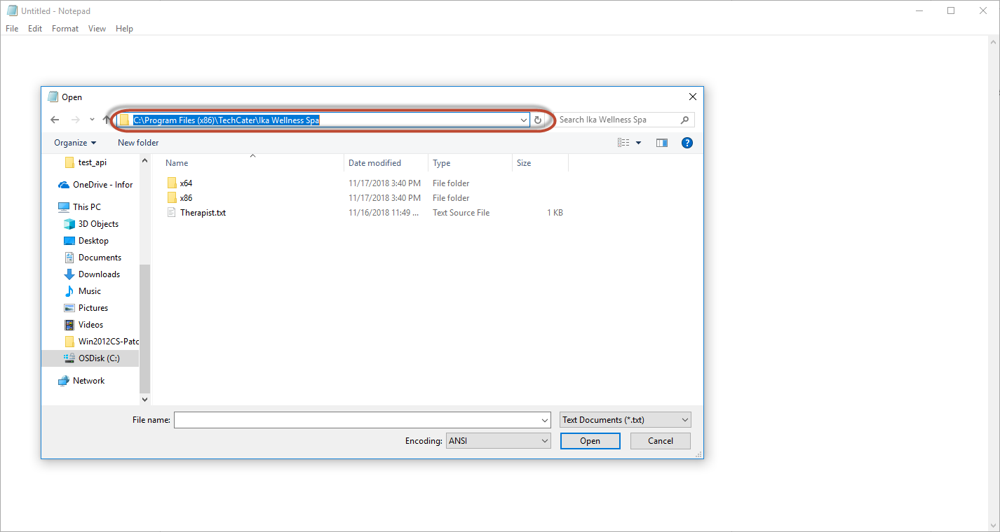 Untitled - Notepad
File Edit Format View Help
Open
C:\Program Files (x86)\TechCater\Ika Wellness Spa
Search Ika Wellness Spa
Organize New folder
test_api
OneDrive - Infor
This PC
3D Objects
Desktop
Documents
Downloads
Music
Pictures
Videos
Win2012CS-Patc
OSDisk (C:)
Network
Name Date modified Type Size
x64 11/17/2018 3:40 PM File folder
x86 11/17/2018 3:40 PM File folder
Therapist.txt 11/16/2018 11:49 ... Text Source File 1 KB
File name: Text Documents (*.txt)
Encoding: ANSI Open Cancel